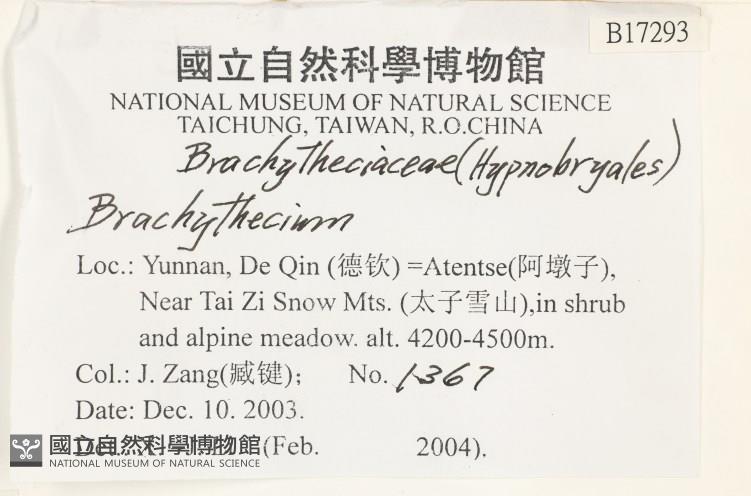 B17293
國立自然科學博物館
NATIONAL MUSEUM OF NATURAL SCIENCE
TAICHUNG, TAIWAN, R.O.CHINA
Brachytheciaceae (Hypnobryales)
Brachythecium
Loc.: Yunnan, De Qin (德钦) =Atentse(阿墩子),
Near Tai Zi Snow Mts. (太子雪山),in shrub
and alpine meadow. alt. 4200-4500m.
Col.: J. Zang(臧键); No. 1367
Date: Dec. 10. 2003.
(Feb. 2004).
國立自然科學博物館
NATIONAL MUSEUM OF NATURAL SCIENCE